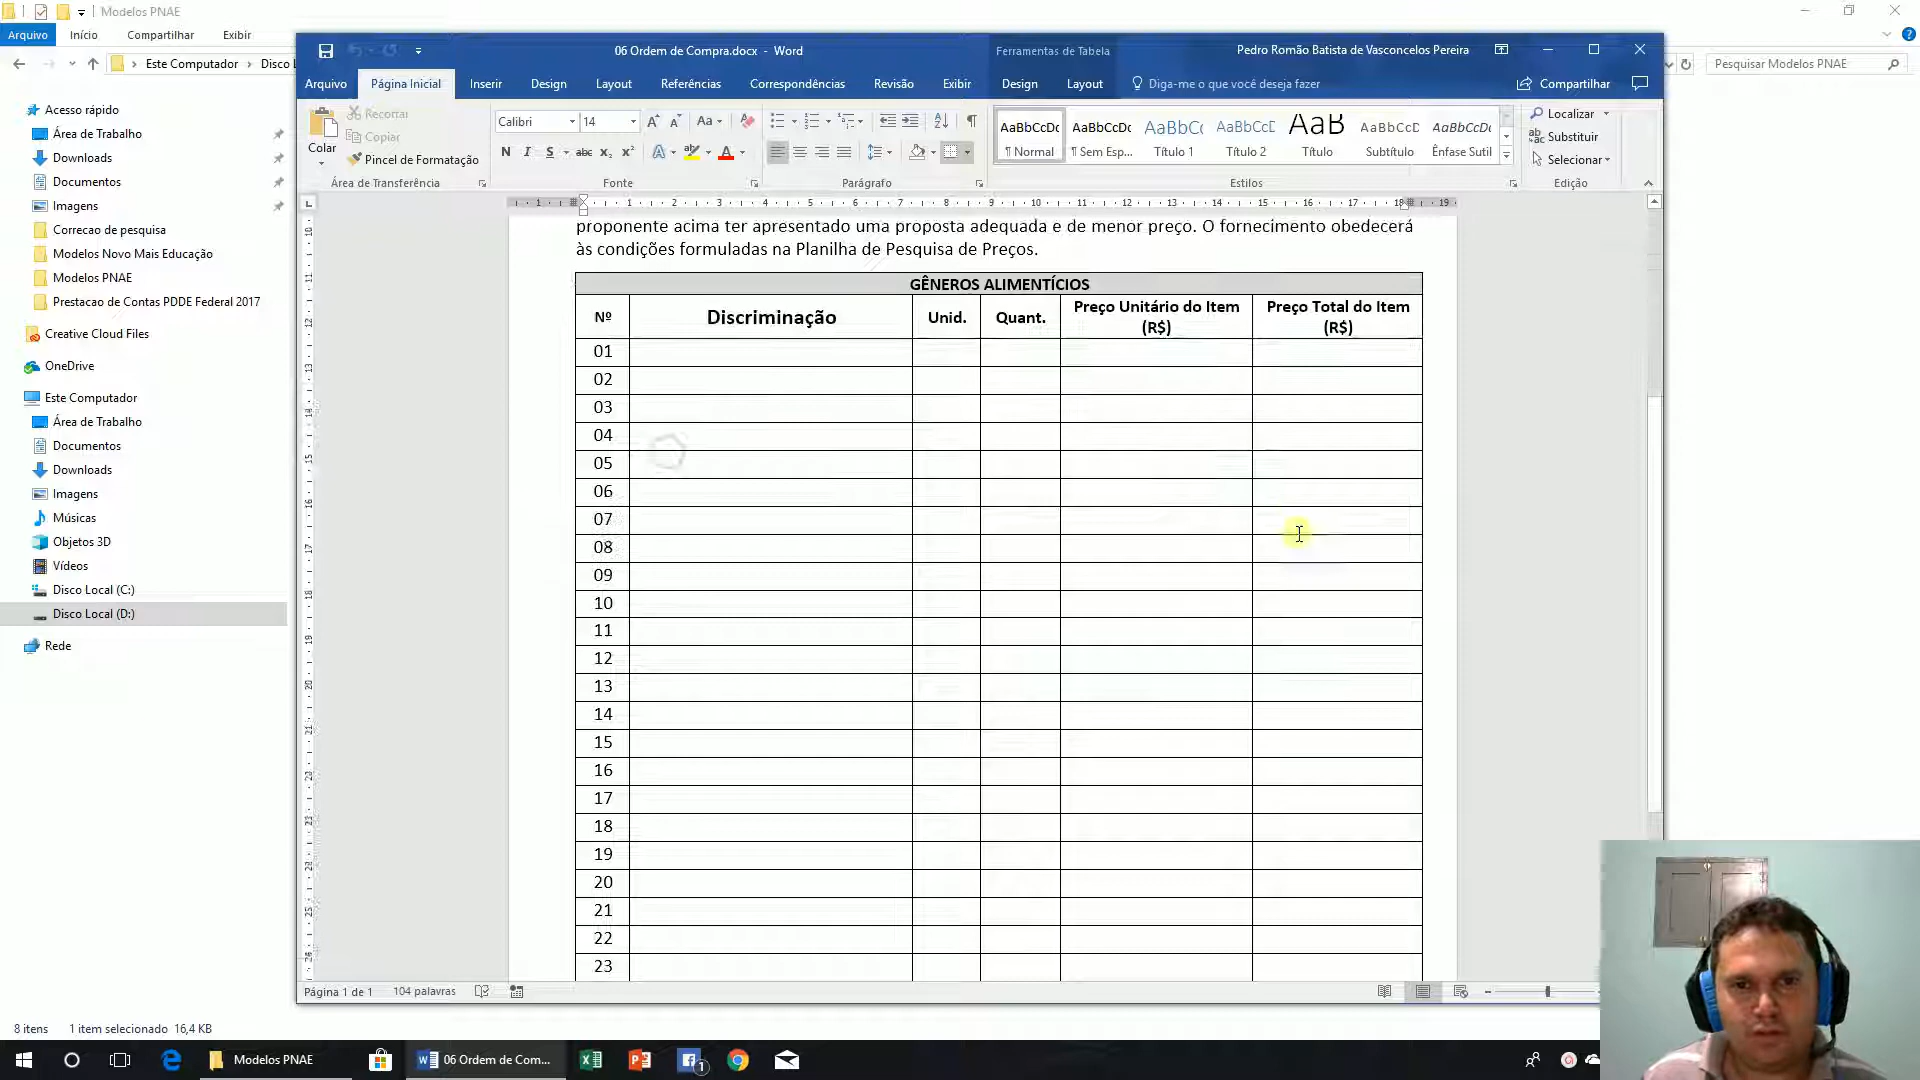 Modelos PNAE
Arquivo Início Compartilhar Exibir
Este Computador Disco L
Pesquisar Modelos PNAE
Acesso rápido
Área de Trabalho
Downloads
Documentos
Imagens
Correcao de pesquisa
Modelos Novo Mais Educação
Modelos PNAE
Prestacao de Contas PDDE Federal 2017
Creative Cloud Files
OneDrive
Este Computador
Área de Trabalho
Documentos
Downloads
Imagens
Músicas
Objetos 3D
Vídeos
Disco Local (C:)
Disco Local (D:)
Rede
8 itens 1 item selecionado 16,4 KB
06 Ordem de Compra.docx - Word
Ferramentas de Tabela
Pedro Romão Batista de Vasconcelos Pereira
Arquivo Página Inicial Inserir Design Layout Referências Correspondências Revisão Exibir Design Layout Diga-me o que você deseja fazer Compartilhar
Colar
Recortar
Copiar
Pincel de Formatação
Área de Transferência
Calibri 14
N I S abc x₂ x²
Fonte
Parágrafo
AaBbCcDc AaBbCcDc AaBbCc AaBbCcD AaB AaBbCcD AaBbCcDc
¶ Normal ¶ Sem Esp... Título 1 Título 2 Título Subtítulo Ênfase Sutil
Estilos
Localizar
Substituir
Selecionar
Edição
proponente acima ter apresentado uma proposta adequada e de menor preço. O fornecimento obedecerá
às condições formuladas na Planilha de Pesquisa de Preços.
GÊNEROS ALIMENTÍCIOS
Nº Discriminação Unid. Quant. Preço Unitário do Item (R$) Preço Total do Item (R$)
01
02
03
04
05
06
07
08
09
10
11
12
13
14
15
16
17
18
19
20
21
22
23
Página 1 de 1 104 palavras
Modelos PNAE
06 Ordem de Com...
1